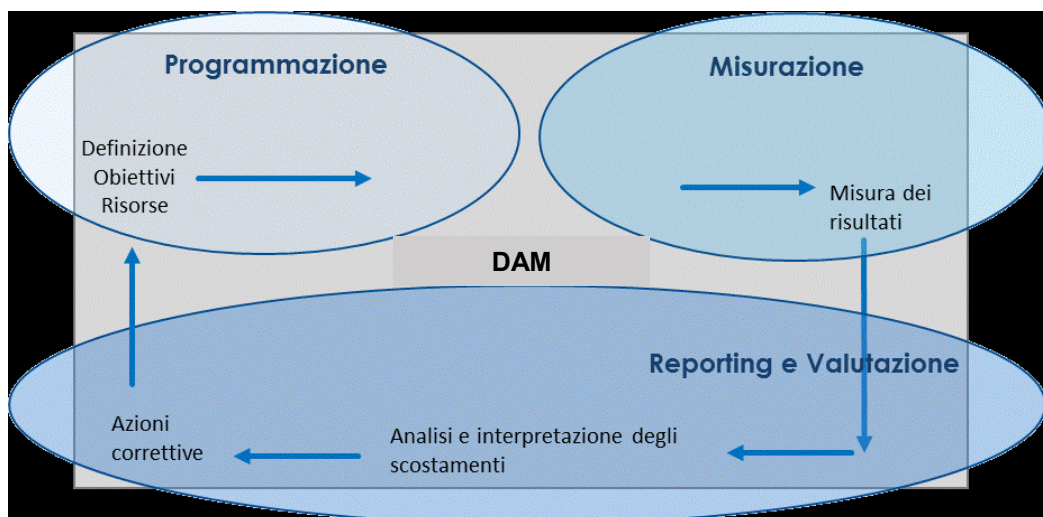 Programmazione
Misurazione
Definizione
Obiettivi
Risorse
Misura dei
risultati
DAM
Reporting e Valutazione
Azioni
correttive
Analisi e interpretazione degli
scostamenti